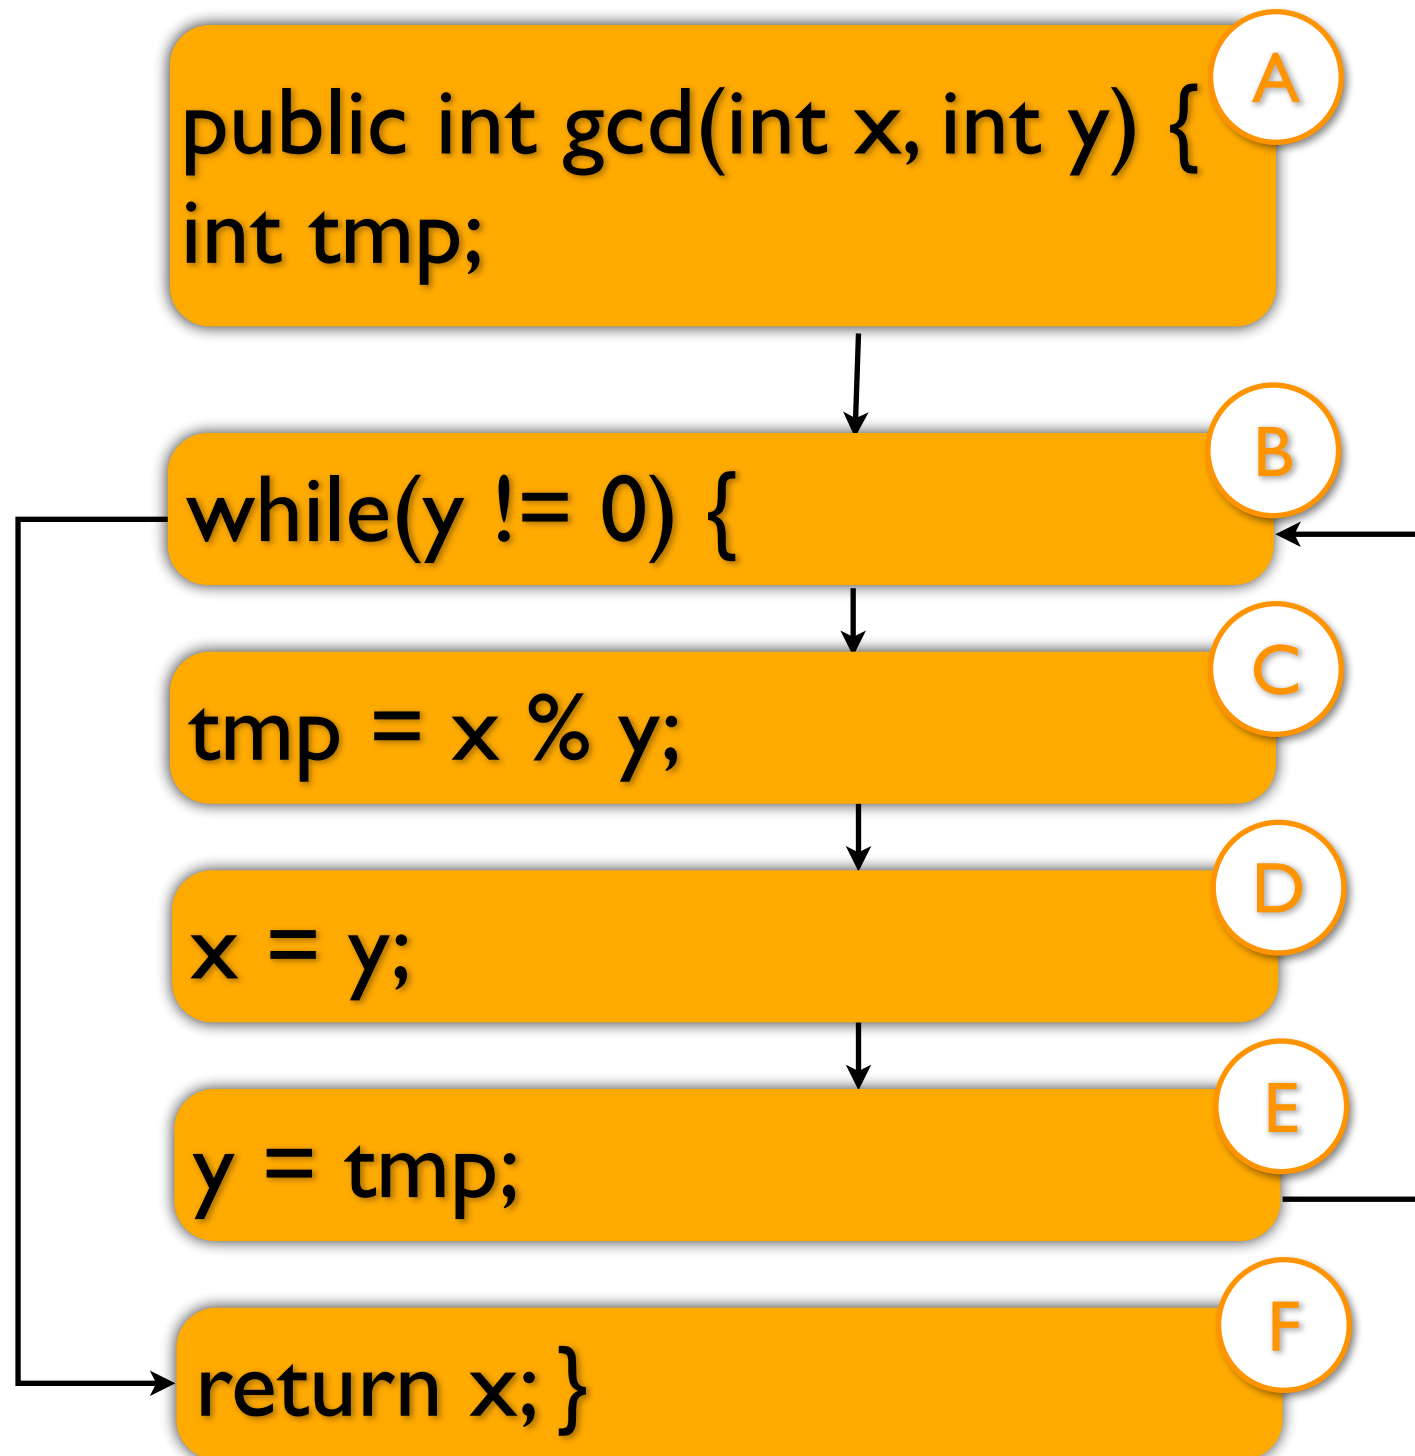 A
public int gcd(int x, int y) {
int tmp;
B
while(y != 0) {
C
tmp = x % y;
D
x = y;
E
y = tmp;
F
return x; }